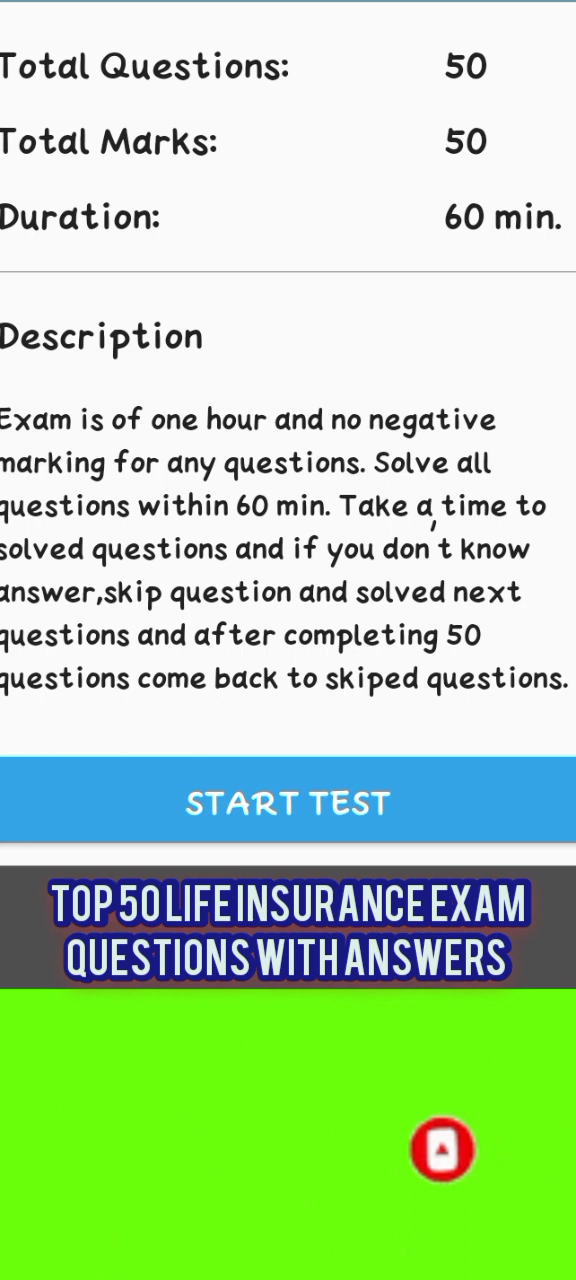 Total Questions: 50
Total Marks: 50
Duration: 60 min.
Description
Exam is of one hour and no negative
marking for any questions. Solve all
questions within 60 min. Take a time to
solved questions and if you don't know
answer,skip question and solved next
questions and after completing 50
questions come back to skiped questions.
START TEST
TOP 50 LIFE INSURANCE EXAM
QUESTIONS WITH ANSWERS